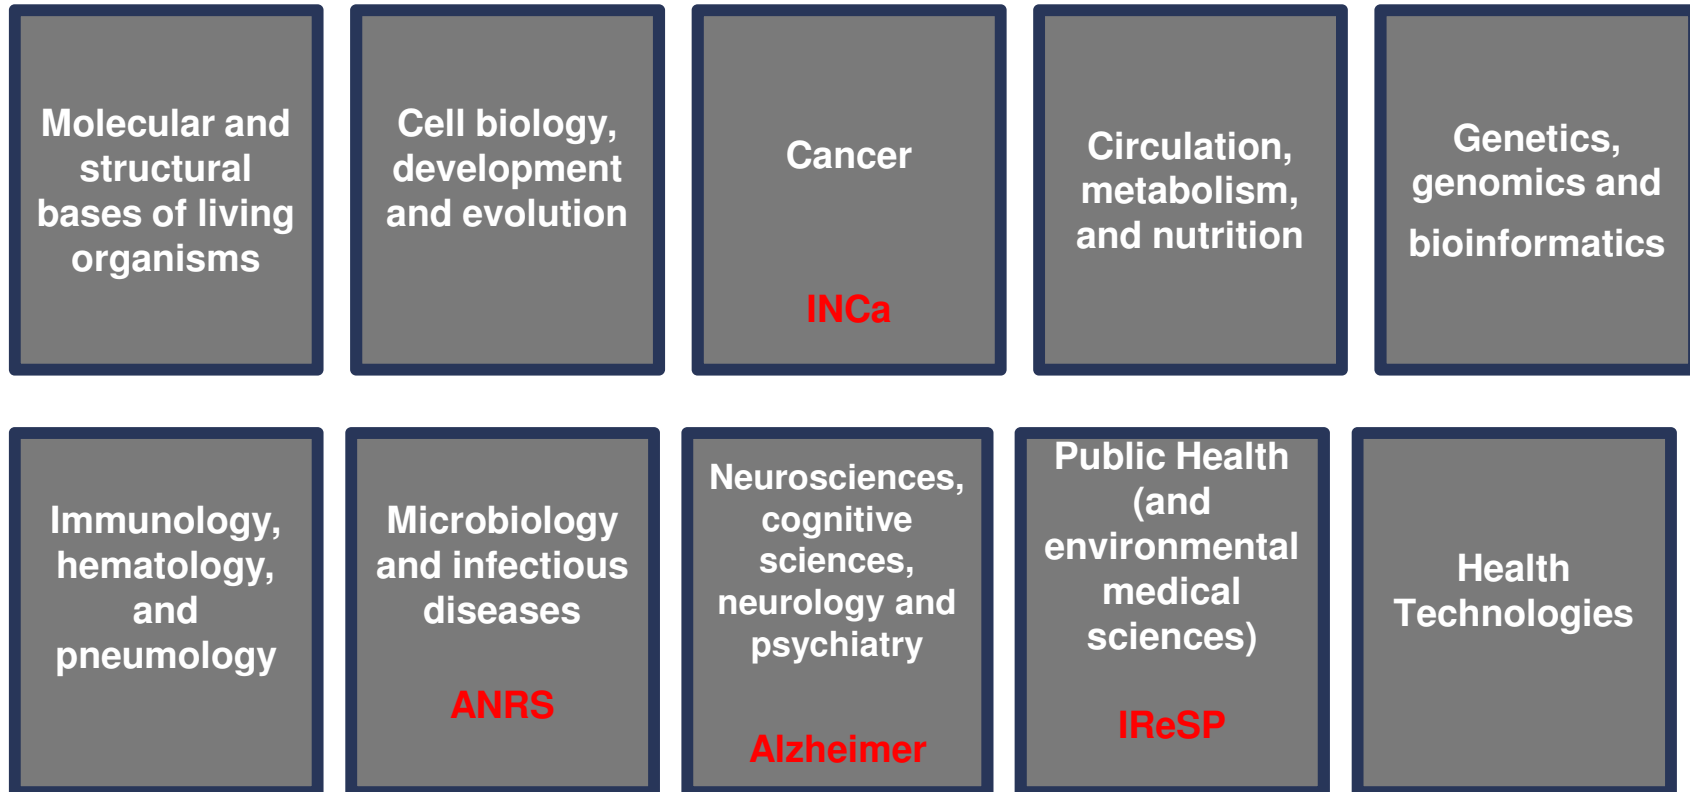 Molecular and
structural
bases of living
organisms
Cell biology,
development
and evolution
Cancer
INCa
Circulation,
metabolism,
and nutrition
Genetics,
genomics and
bioinformatics
Immunology,
hematology,
and
pneumology
Microbiology
and infectious
diseases
ANRS
Neurosciences,
cognitive
sciences,
neurology and
psychiatry
Alzheimer
Public Health
(and
environmental
medical
sciences)
IReSP
Health
Technologies